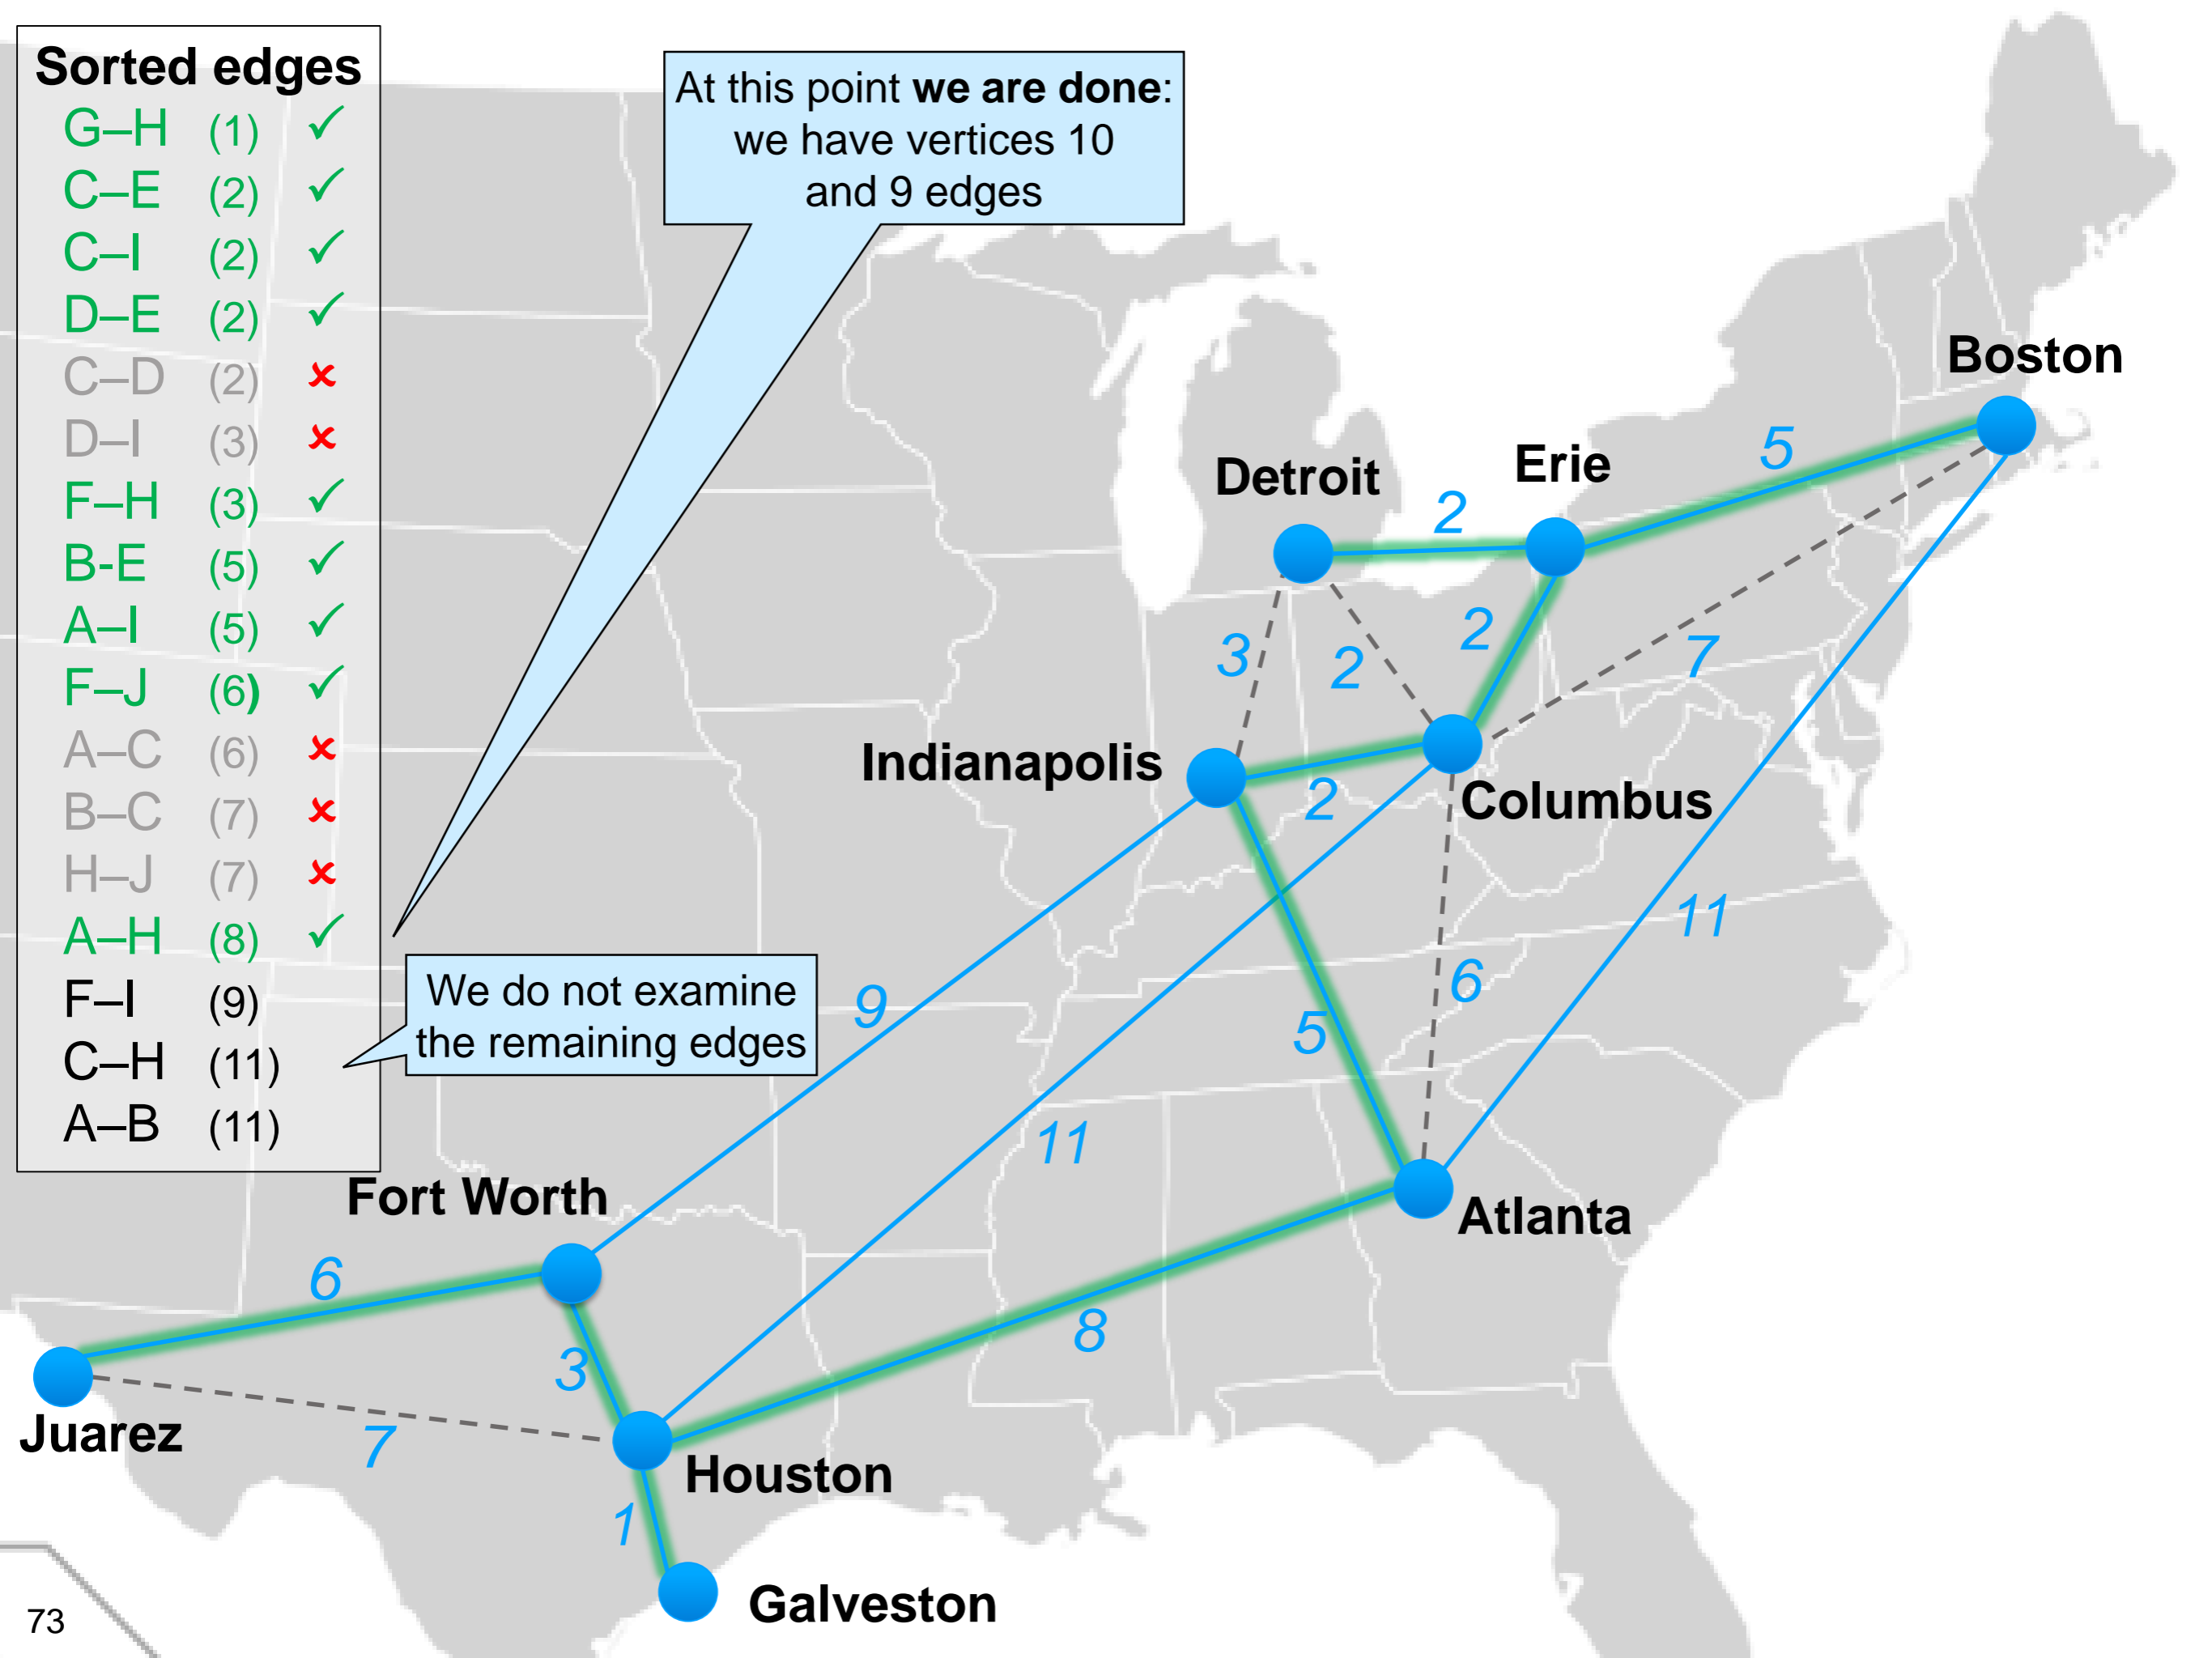 Sorted edges
G–H (1) ✓
C–E (2) ✓
C–I (2) ✓
D–E (2) ✓
C–D (2) ✘
D–I (3) ✘
F–H (3) ✓
B-E (5) ✓
A–I (5) ✓
F–J (6) ✓
A–C (6) ✘
B–C (7) ✘
H–J (7) ✘
A–H (8) ✓
F–I (9)
C–H (11)
A–B (11)
At this point we are done:
we have vertices 10
and 9 edges
We do not examine
the remaining edges
Boston
Erie
5
Detroit
2
3
2
2
7
Indianapolis
2
Columbus
11
9
6
5
11
Fort Worth
Atlanta
6
8
3
Juarez
7
Houston
1
Galveston
73